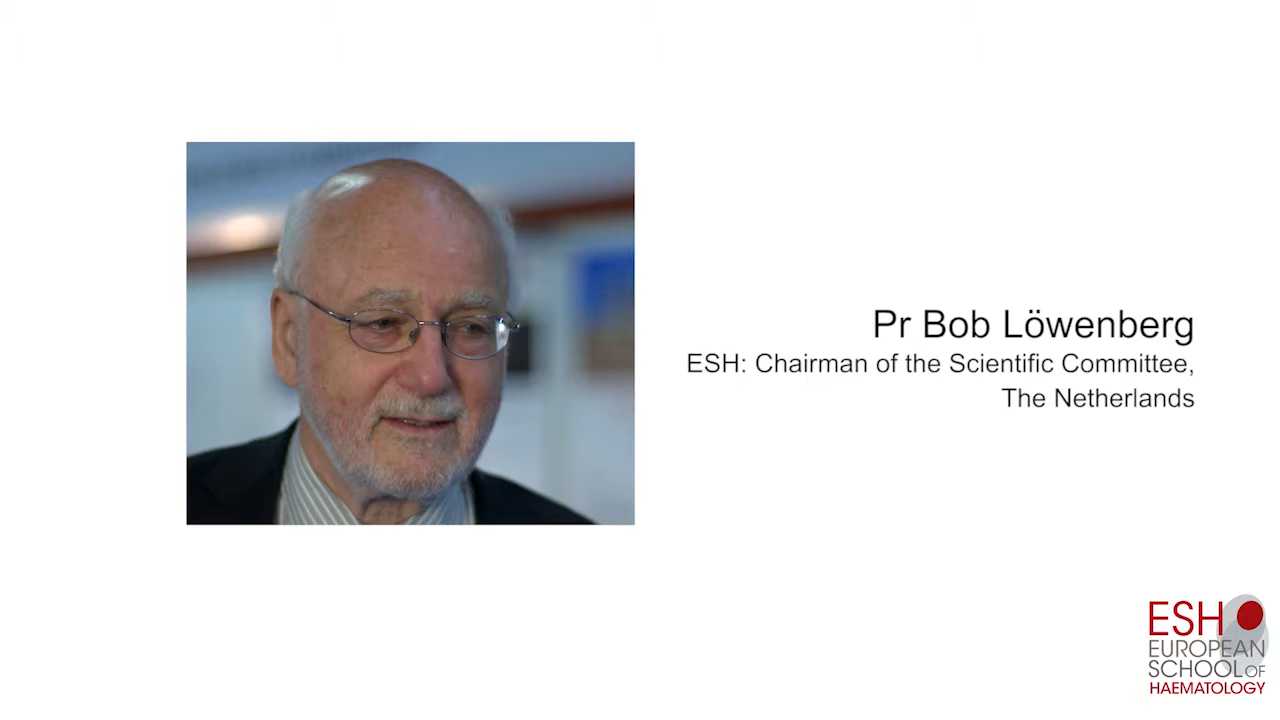 Pr Bob Löwenberg
ESH: Chairman of the Scientific Committee,
The Netherlands
ESH
EUROPEAN
SCHOOL OF
HAEMATOLOGY